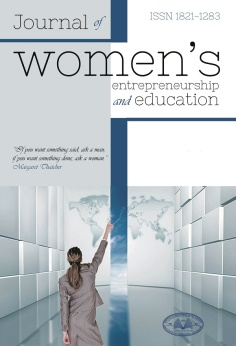 Journal of
ISSN 1821-1283
women's
entrepreneurship
and education
"If you want something said, ask a man;
if you want something done, ask a woman."
Margaret Thatcher